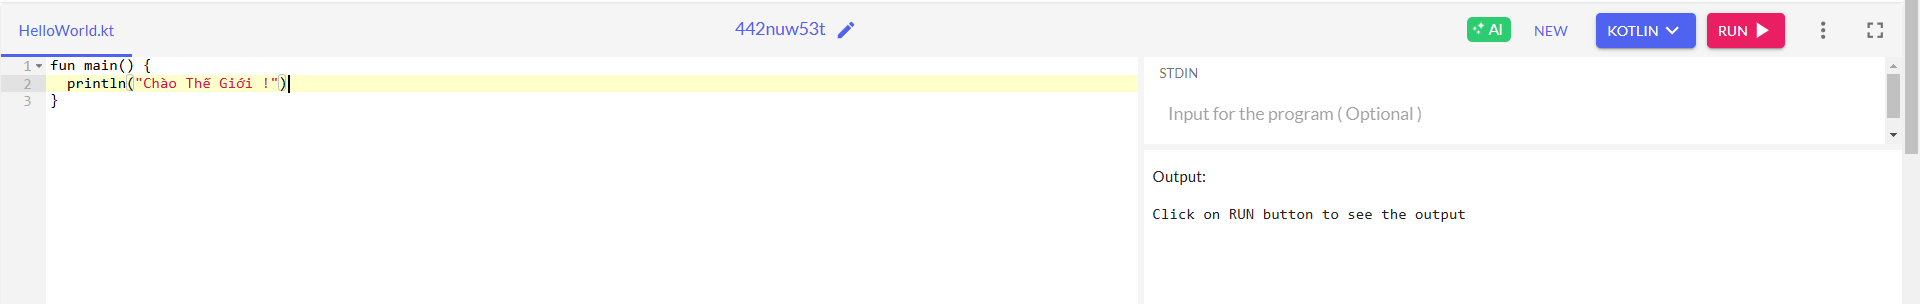 HelloWorld.kt
442nuw53t
AI
NEW
KOTLIN
RUN
1 fun main() {
2   println("Chào Thế Giới !")
3 }
STDIN
Input for the program ( Optional )
Output:
Click on RUN button to see the output